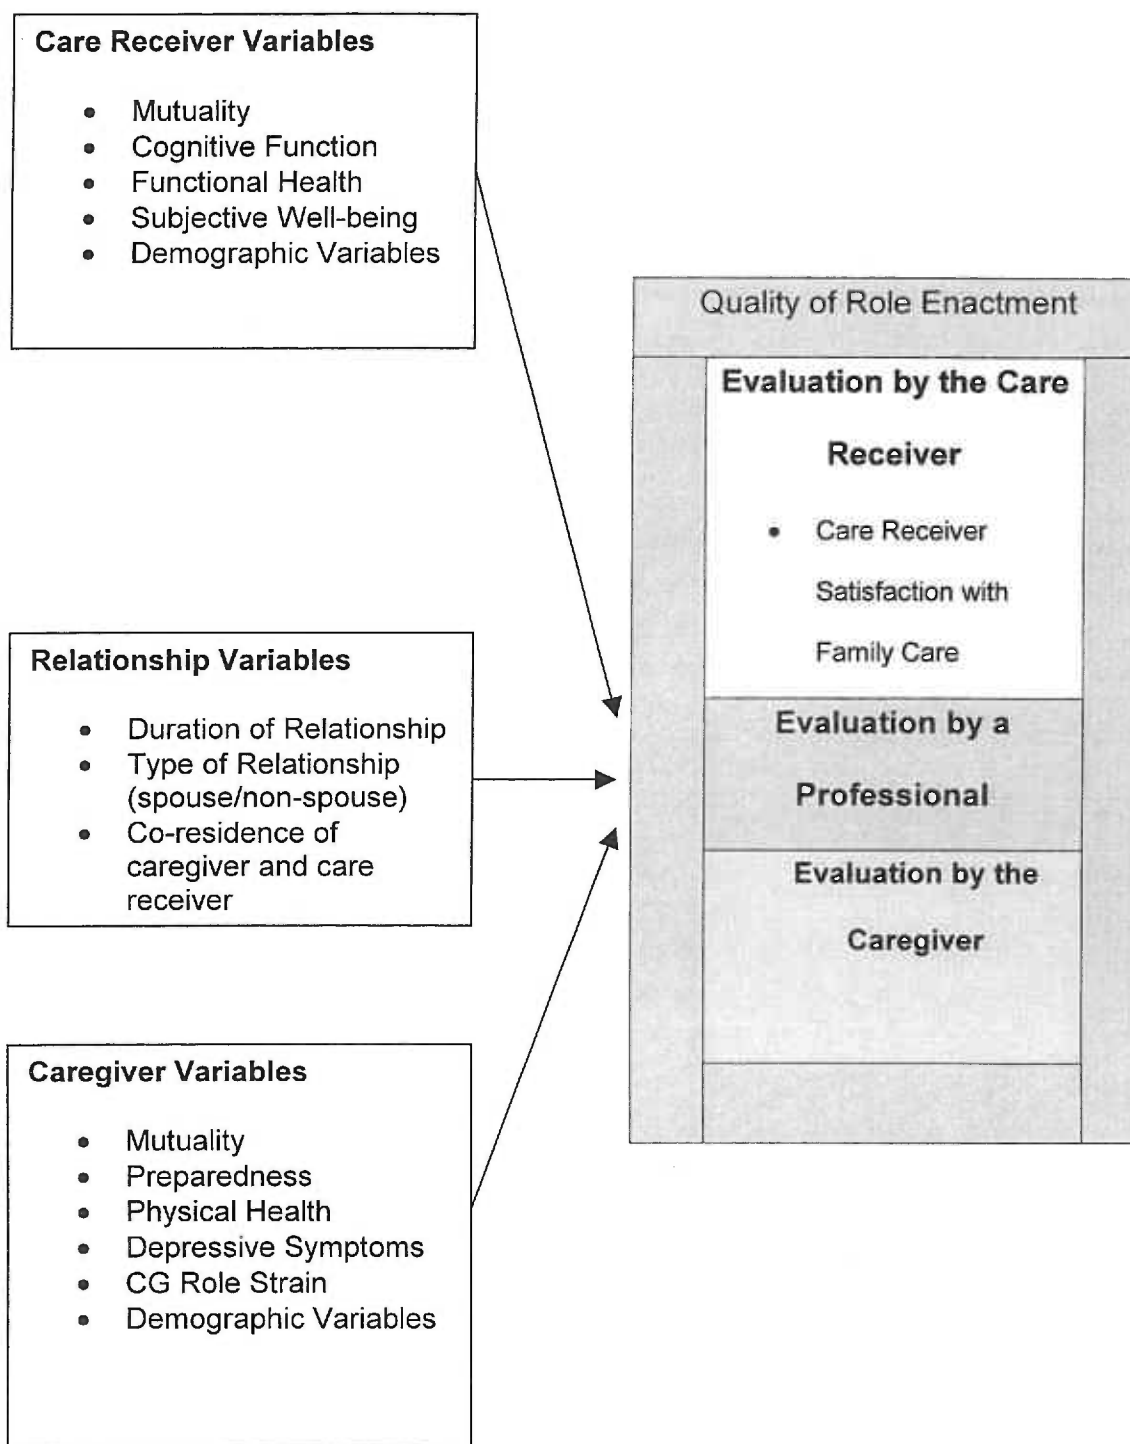 Care Receiver Variables
• Mutuality
• Cognitive Function
• Functional Health
• Subjective Well-being
• Demographic Variables
Relationship Variables
• Duration of Relationship
• Type of Relationship
(spouse/non-spouse)
• Co-residence of
caregiver and care
receiver
Caregiver Variables
• Mutuality
• Preparedness
• Physical Health
• Depressive Symptoms
• CG Role Strain
• Demographic Variables
Quality of Role Enactment
Evaluation by the Care
Receiver
• Care Receiver
Satisfaction with
Family Care
Evaluation by a
Professional
Evaluation by the
Caregiver